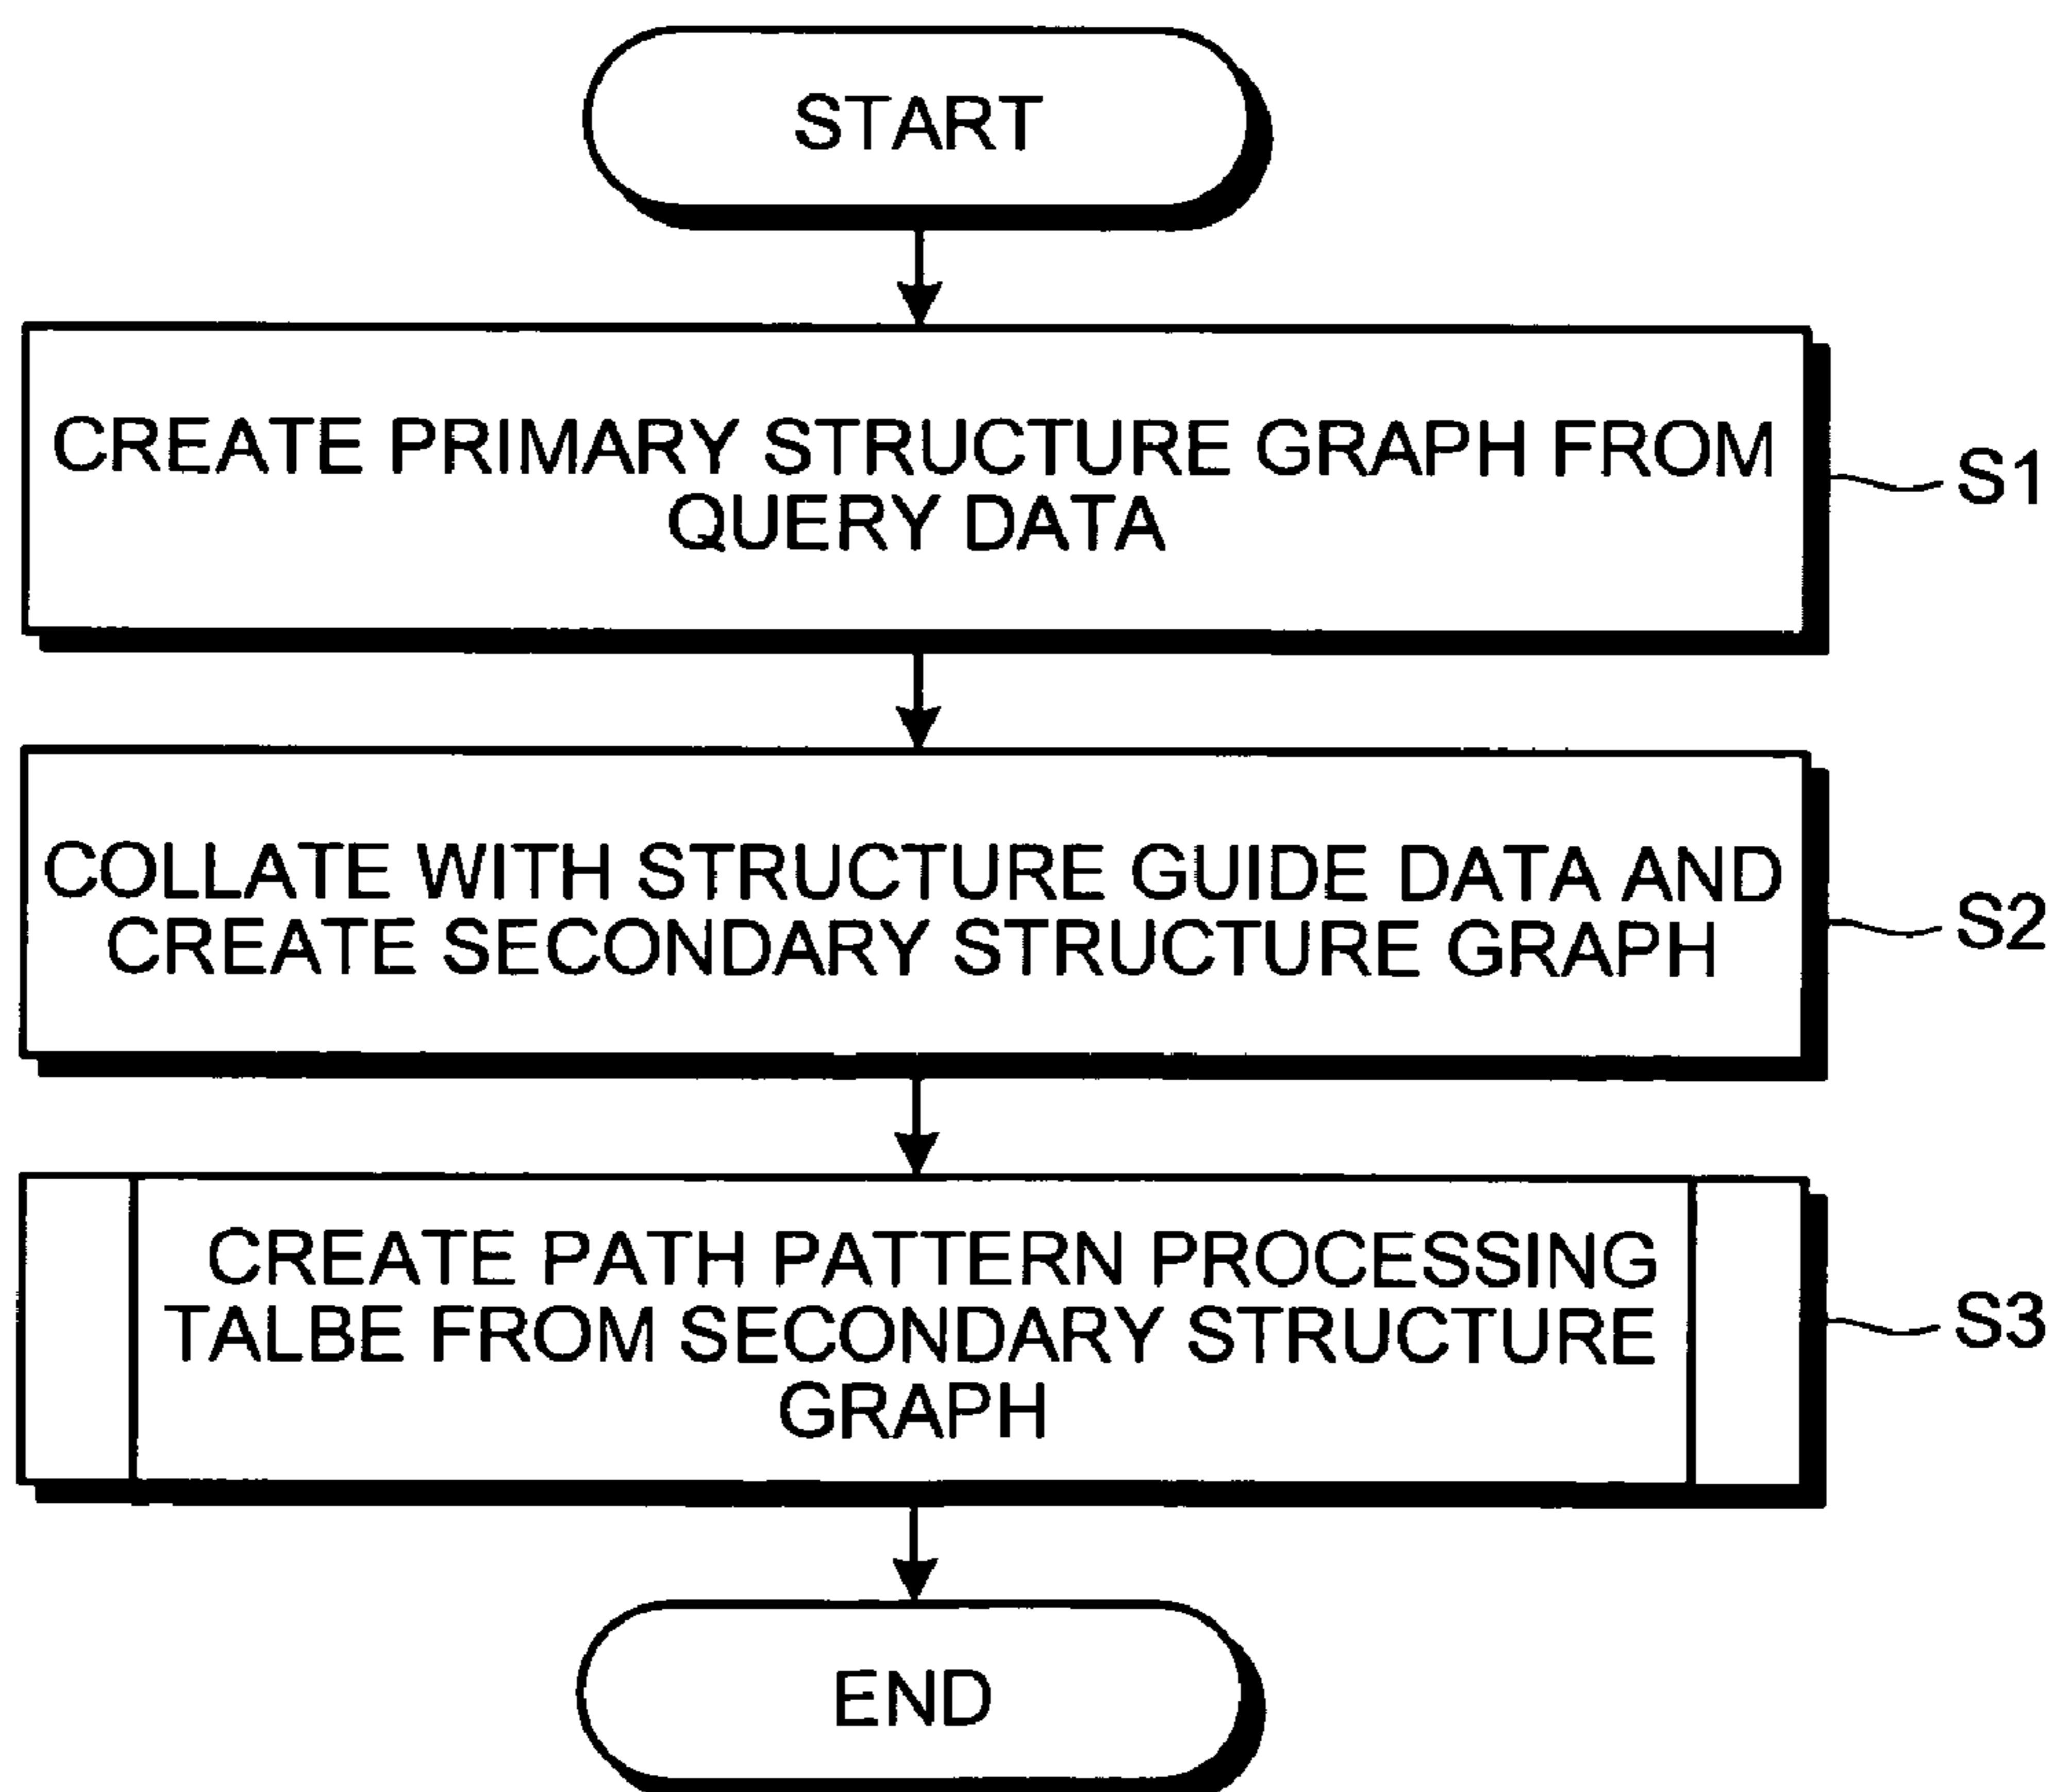 START
CREATE PRIMARY STRUCTURE GRAPH FROM
QUERY DATA
S1
COLLATE WITH STRUCTURE GUIDE DATA AND
CREATE SECONDARY STRUCTURE GRAPH
S2
CREATE PATH PATTERN PROCESSING
TALBE FROM SECONDARY STRUCTURE
GRAPH
S3
END